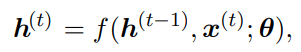 h^(t) = f(h^(t−1), x^(t); θ),